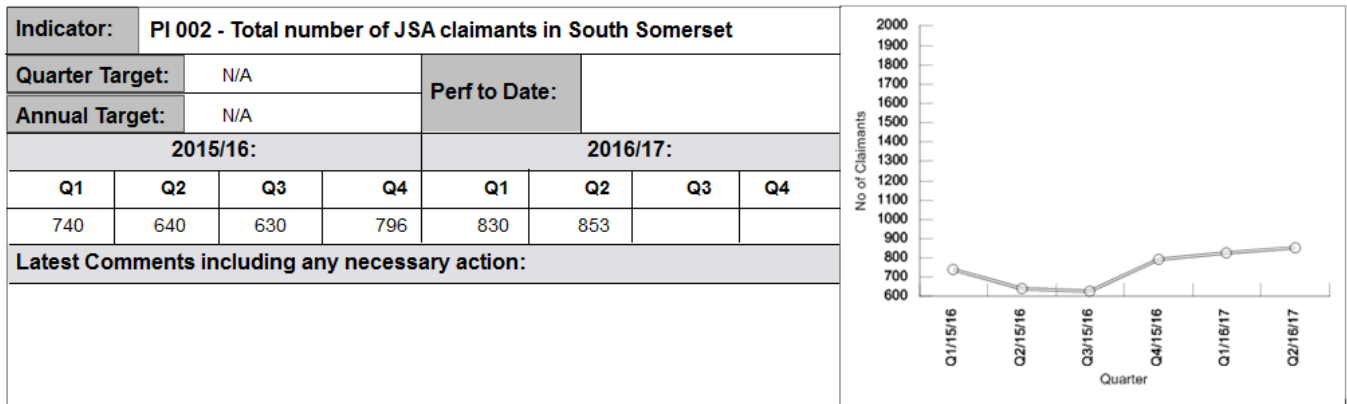 Indicator: PI 002 - Total number of JSA claimants in South Somerset
Quarter Target: N/A
Perf to Date:
Annual Target: N/A
2015/16: 2016/17:
Q1 Q2 Q3 Q4 Q1 Q2 Q3 Q4
740 640 630 796 830 853
Latest Comments including any necessary action:
No of Claimants
2000
1900
1800
1700
1600
1500
1400
1300
1200
1100
1000
900
800
700
600
Q1/15/16
Q2/15/16
Q3/15/16
Q4/15/16
Q1/16/17
Q2/16/17
Quarter